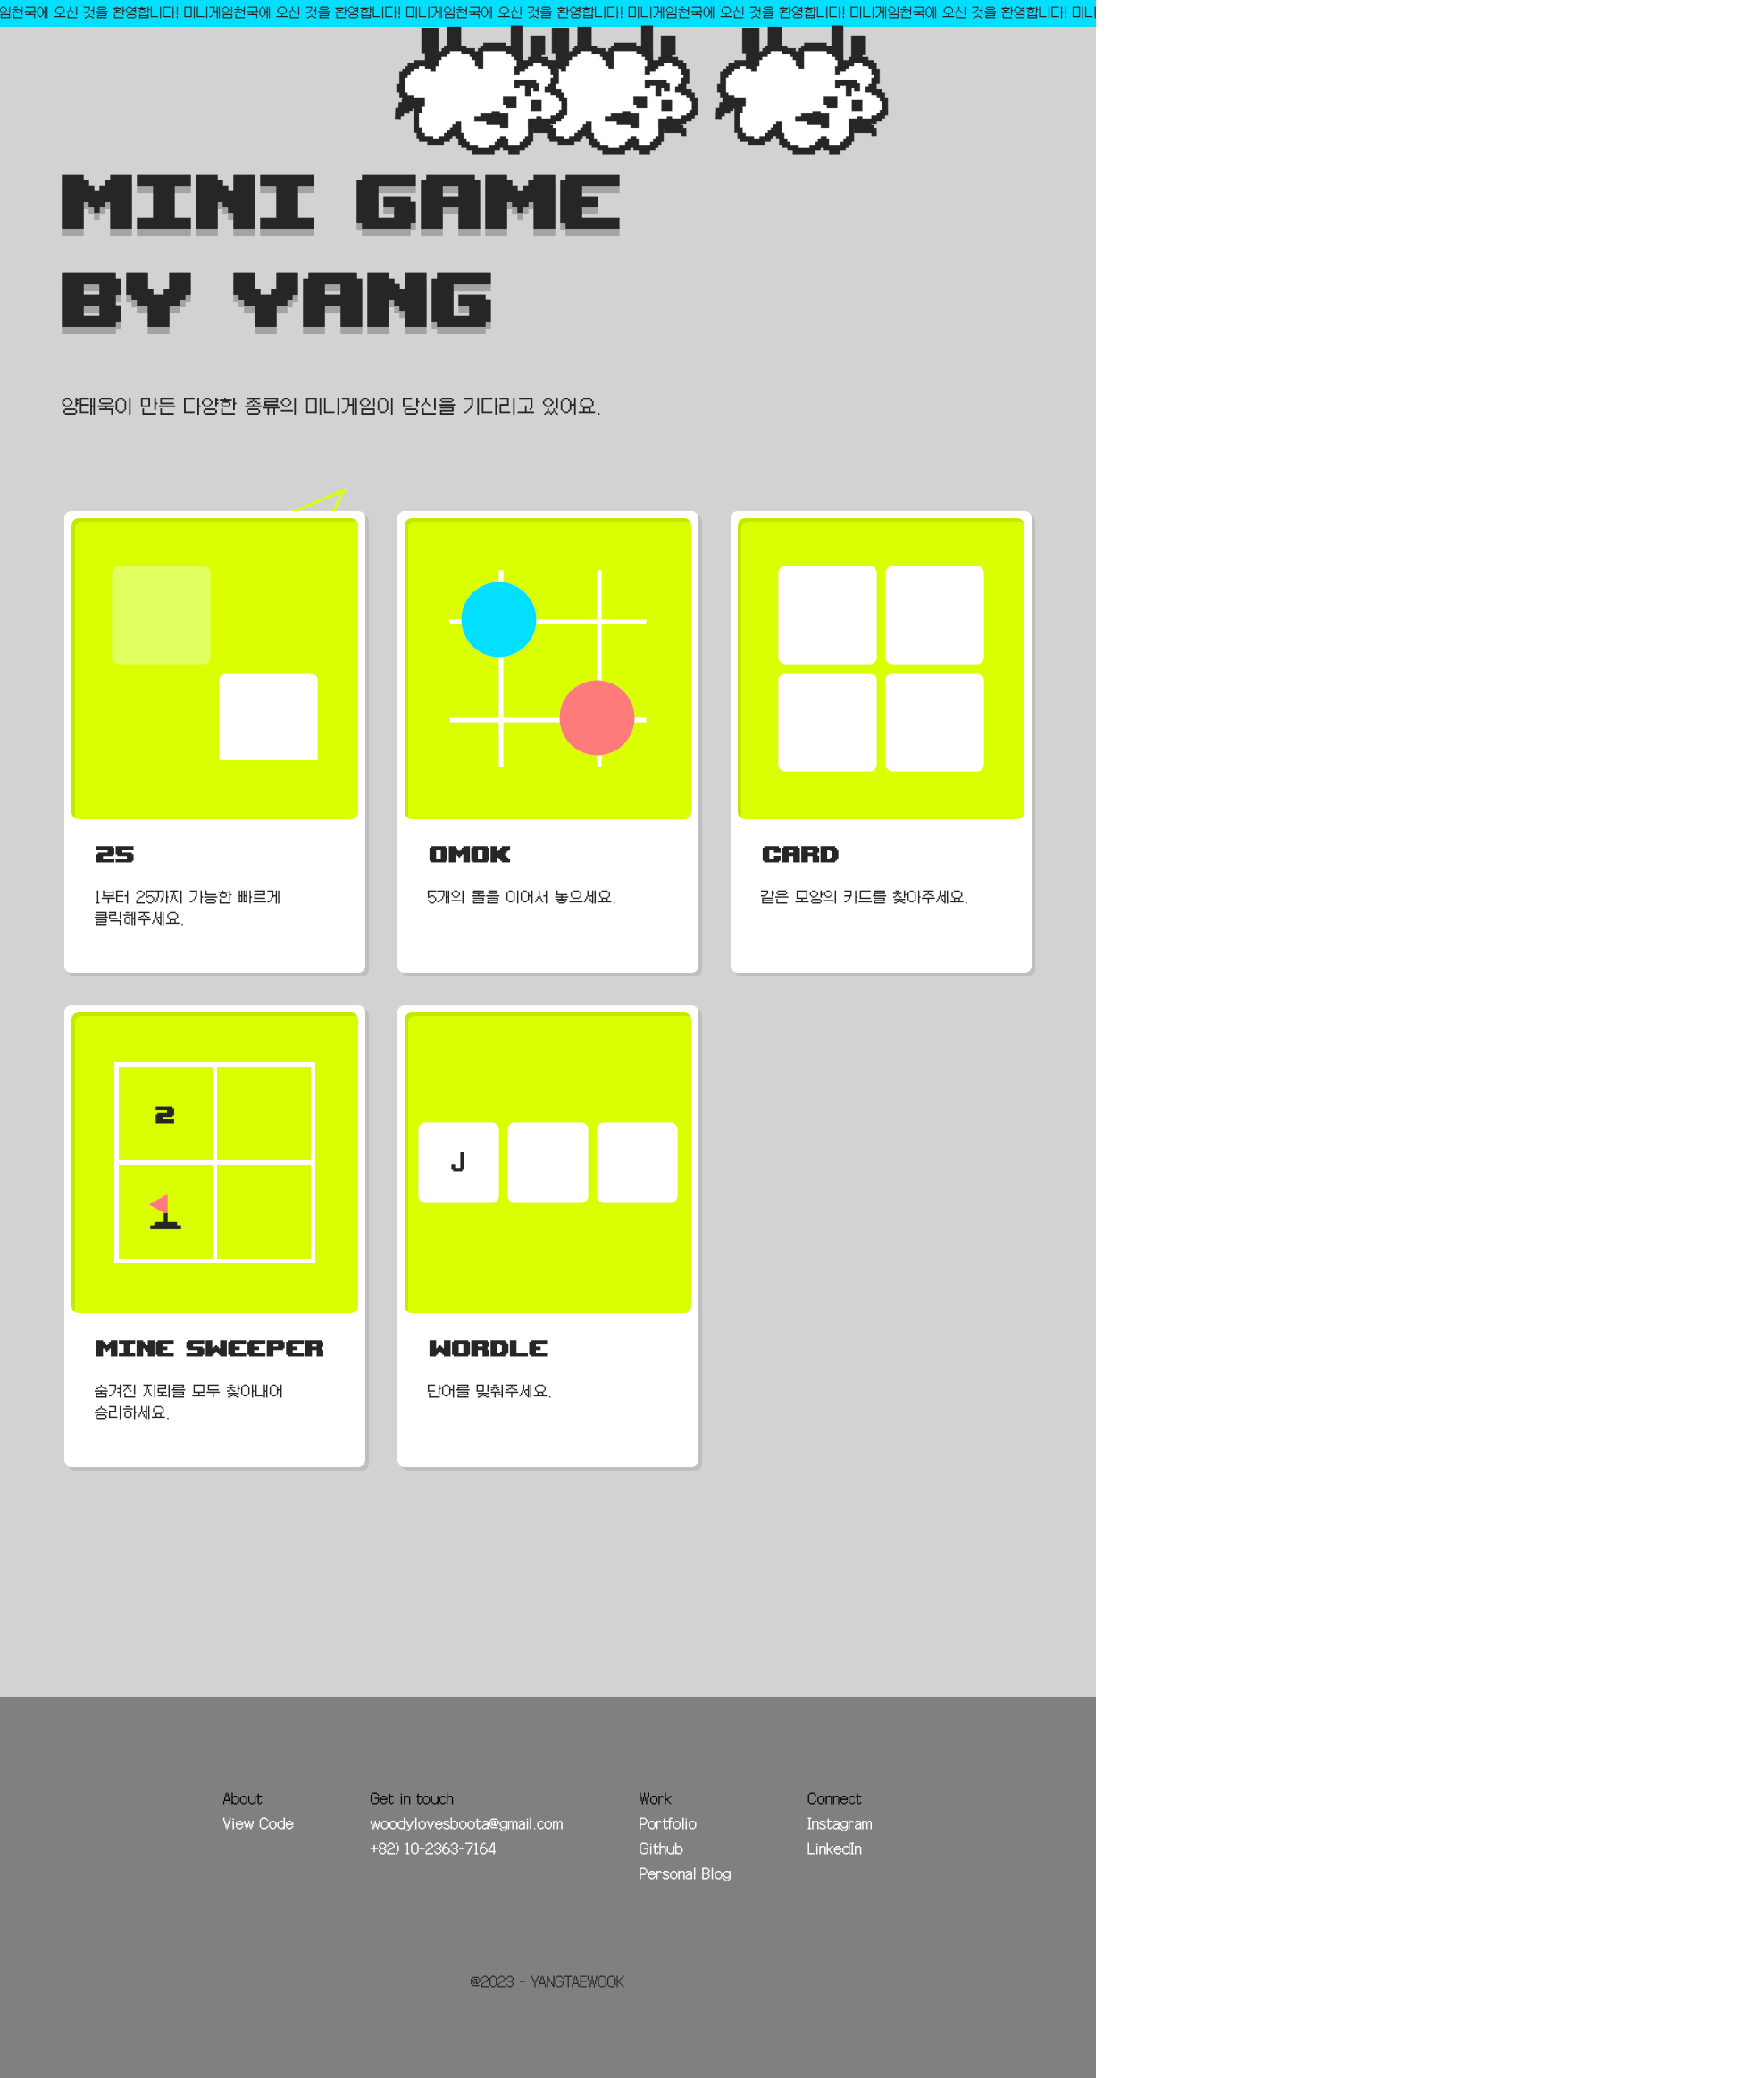 임천국에 오신 것을 환영합니다! 미니게임천국에 오신 것을 환영합니다! 미니게임천국에 오신 것을 환영합니다! 미니게임천국에 오신 것을 환영합니다! 미니게임천국에 오신 것을 환영합니다! 미니
MINI GAME
BY YANG
양태욱이 만든 다양한 종류의 미니게임이 당신을 기다리고 있어요.
25
1부터 25까지 가능한 빠르게
클릭해주세요.
OMOK
5개의 돌을 이어서 놓으세요.
CARD
같은 모양의 카드를 찾아주세요.
2
MINE SWEEPER
숨겨진 지뢰를 모두 찾아내어
승리하세요.
J
WORDLE
단어를 맞춰주세요.
About
View Code
Get in touch
woodylovesboota@gmail.com
+82) 10-2363-7164
Work
Portfolio
Github
Personal Blog
Connect
Instagram
LinkedIn
@2023 - YANGTAEWOOK